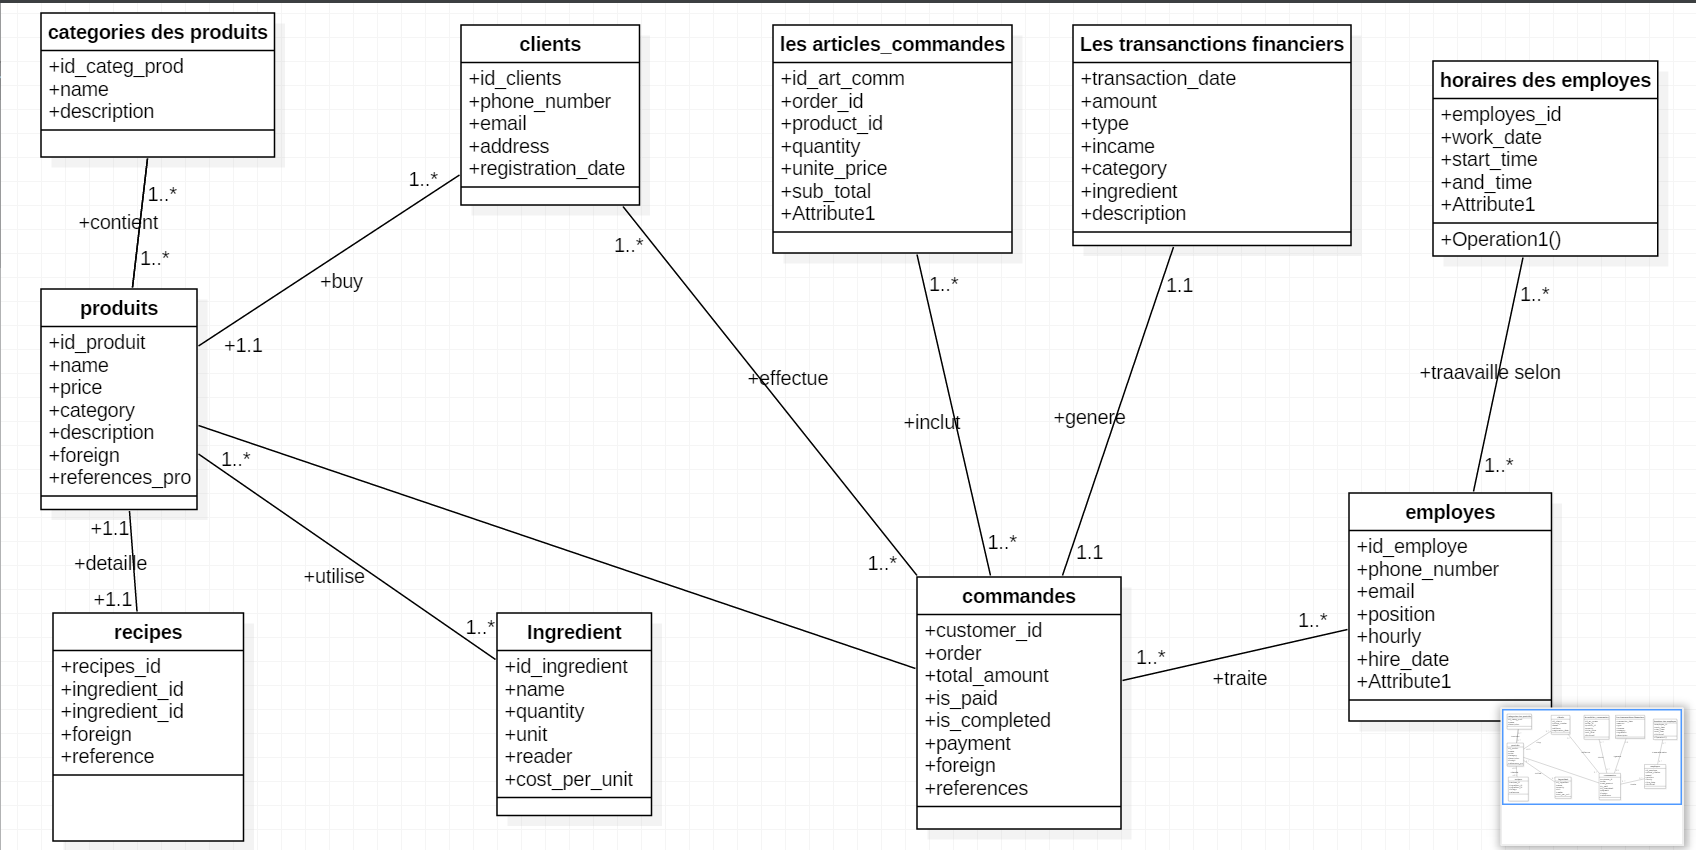 categories des produits
+id_categ_prod
+name
+description
clients
+id_clients
+phone_number
+email
+address
+registration_date
les articles_commandes
+id_art_comm
+order_id
+product_id
+quantity
+unite_price
+sub_total
+Attribute1
Les transanctions financiers
+transaction_date
+amount
+type
+incame
+category
+ingredient
+description
horaires des employes
+employes_id
+work_date
+start_time
+and_time
+Attribute1
+Operation1()
1..*
+contient
1..*
1..*
+buy
+1.1
1..*
+effectue
1..*
1..*
+inclut
1..*
1.1
+genere
1.1
1..*
+traavaille selon
1..*
produits
+id_produit
+name
+price
+category
+description
+foreign
+references_pro
1..*
+utilise
1..*
+1.1
+detaille
+1.1
recipes
+recipes_id
+ingredient_id
+ingredient_id
+foreign
+reference
Ingredient
+id_ingredient
+name
+quantity
+unit
+reader
+cost_per_unit
commandes
+customer_id
+order
+total_amount
+is_paid
+is_completed
+payment
+foreign
+references
1..*
+traite
1..*
employes
+id_employe
+phone_number
+email
+position
+hourly
+hire_date
+Attribute1